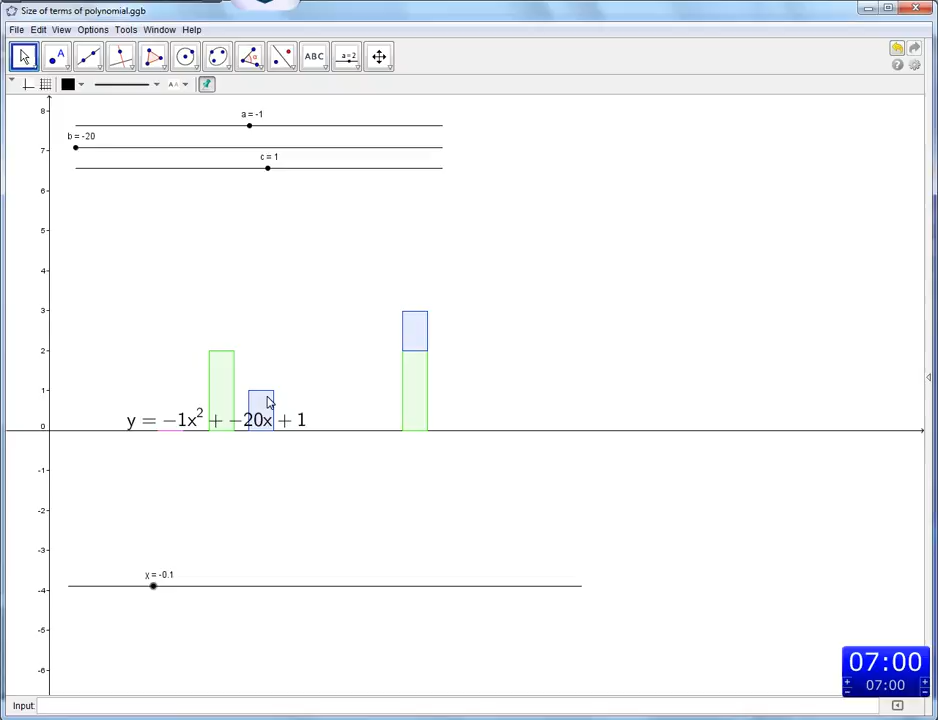 Size of terms of polynomial.ggb
File Edit View Options Tools Window Help
A ABC a=2
AA
8
a = -1
b = -20
7
c = 1
6
5
4
3
2
1
y = −1x² + −20x + 1
0
-1
-2
-3
x = -0.1
-4
-5
-6
07:00
07:00
Input: